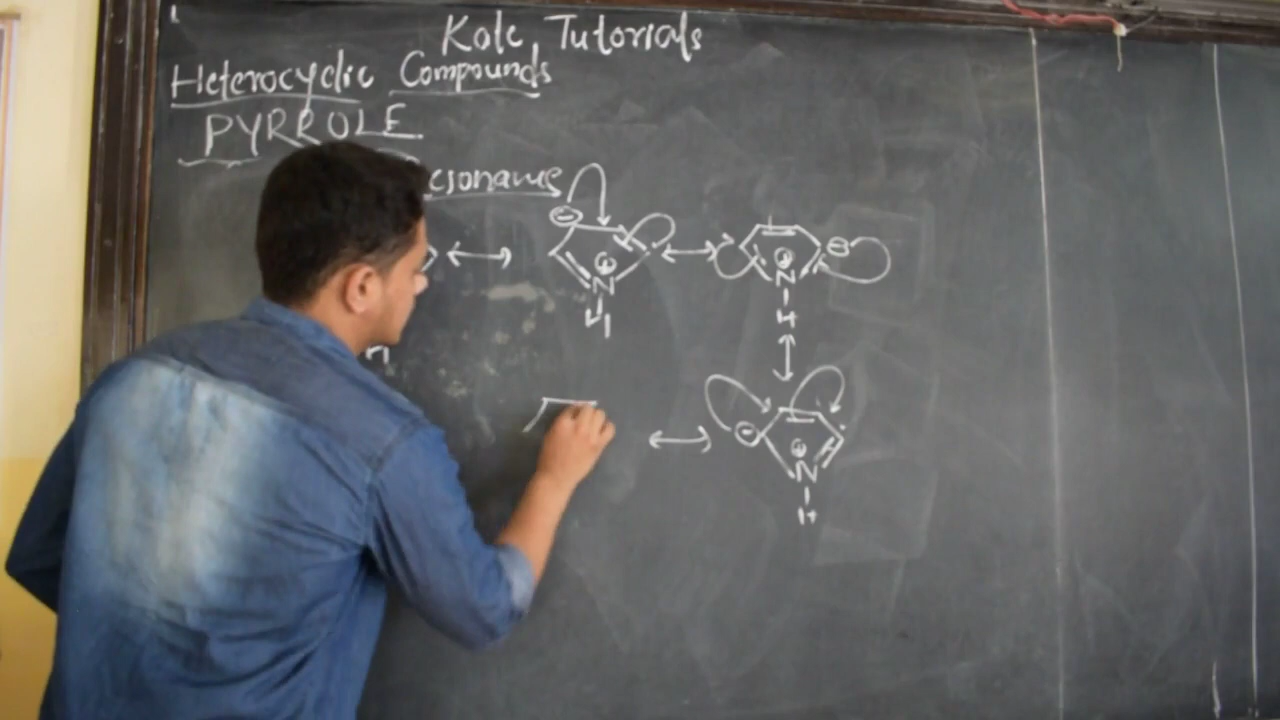 Kole Tutorials
Heterocyclic Compounds
PYRROLE
⊖
⊕ N H
⊖
⊕ N H
⊖
⊕ N H